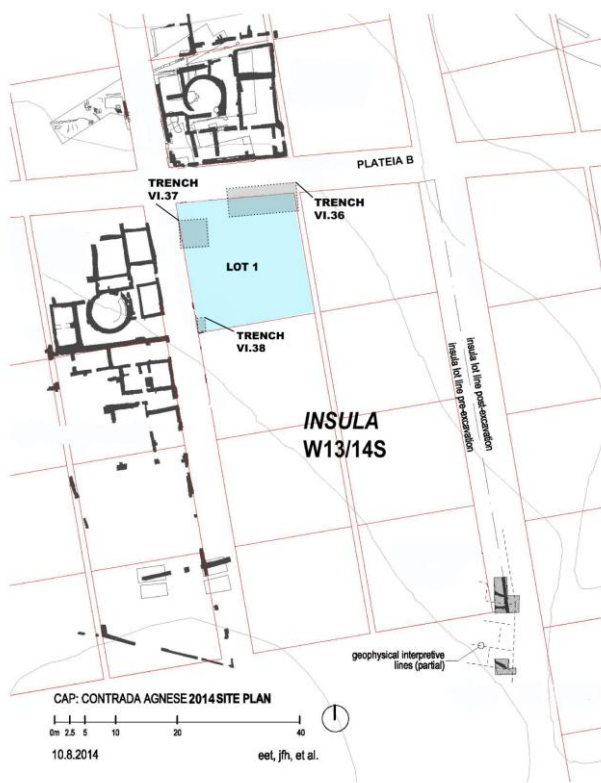 PLATEIA B
TRENCH
VI.37
TRENCH
VI.36
LOT 1
TRENCH
VI.38
INSULA
W13/14S
insula lot line post-excavation
insula lot line pre-excavation
geophysical interpretive
lines (partial)
CAP: CONTRADA AGNESE 2014 SITE PLAN
0m 2.5 5 10 20 40
10.8.2014 eet, jfh, et al.